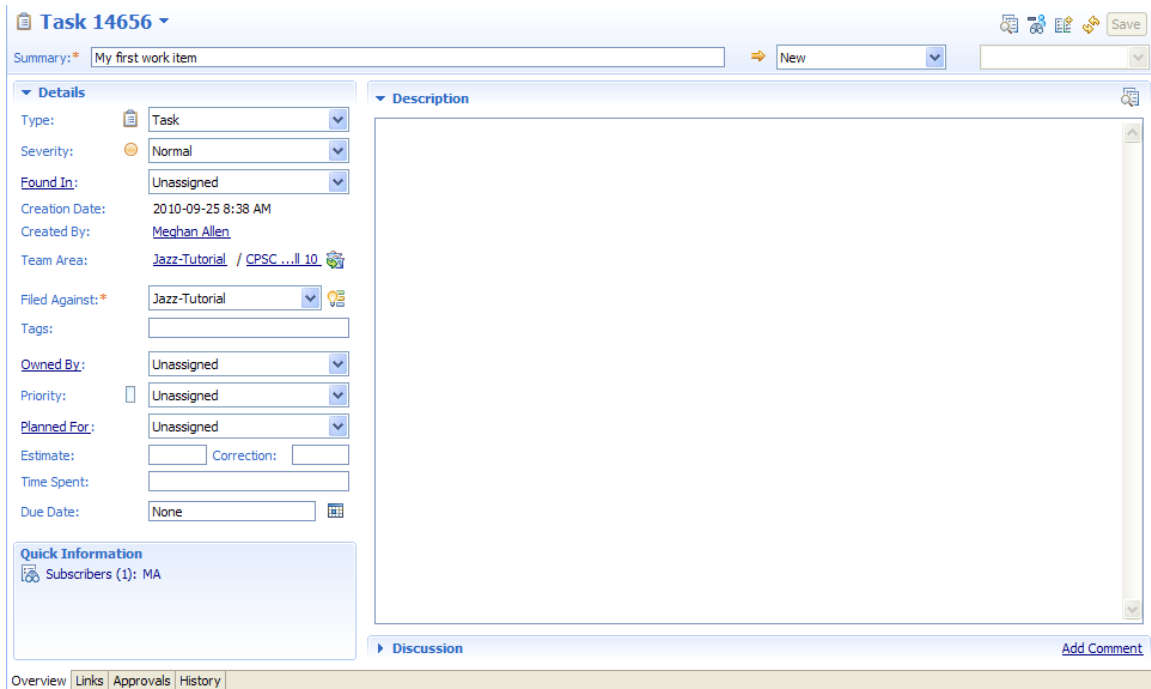 Task 14656
Save
Summary:* My first work item
New
Details
Type: Task
Severity: Normal
Found In: Unassigned
Creation Date: 2010-09-25 8:38 AM
Created By: Meghan Allen
Team Area: Jazz-Tutorial / CPSC ...ll 10
Filed Against:* Jazz-Tutorial
Tags:
Owned By: Unassigned
Priority: Unassigned
Planned For: Unassigned
Estimate: Correction:
Time Spent:
Due Date: None
Quick Information
Subscribers (1): MA
Description
Discussion
Add Comment
Overview Links Approvals History